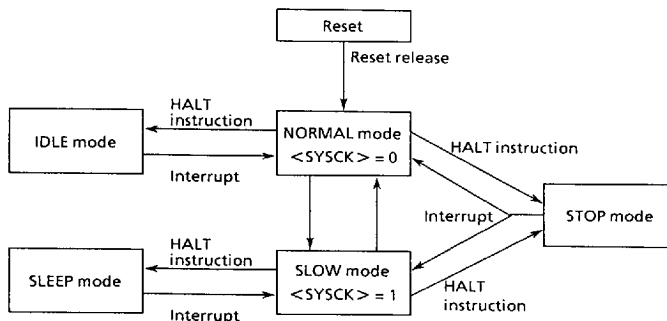 Reset
Reset release
HALT
instruction
IDLE mode
Interrupt
NORMAL mode
<SYSCK> = 0
HALT instruction
Interrupt
STOP mode
HALT
instruction
SLEEP mode
Interrupt
SLOW mode
<SYSCK> = 1
HALT
instruction